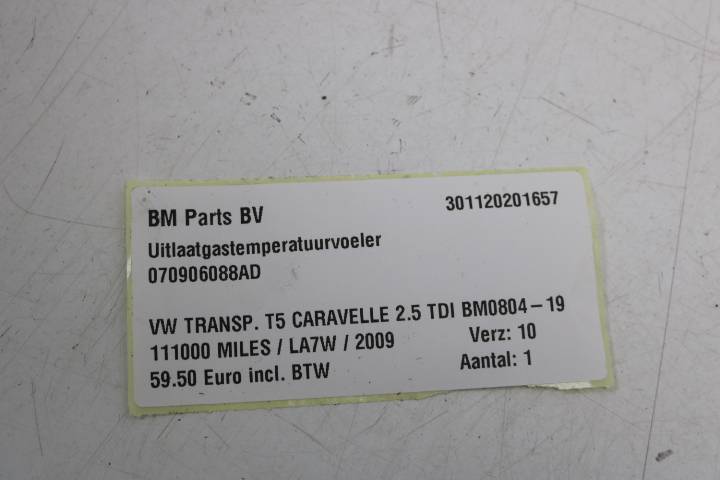 BM Parts BV 301120201657
Uitlaatgastemperatuurvoeler
070906088AD
VW TRANSP. T5 CARAVELLE 2.5 TDI BM0804-19
111000 MILES / LA7W / 2009 Verz: 10
59.50 Euro incl. BTW Aantal: 1